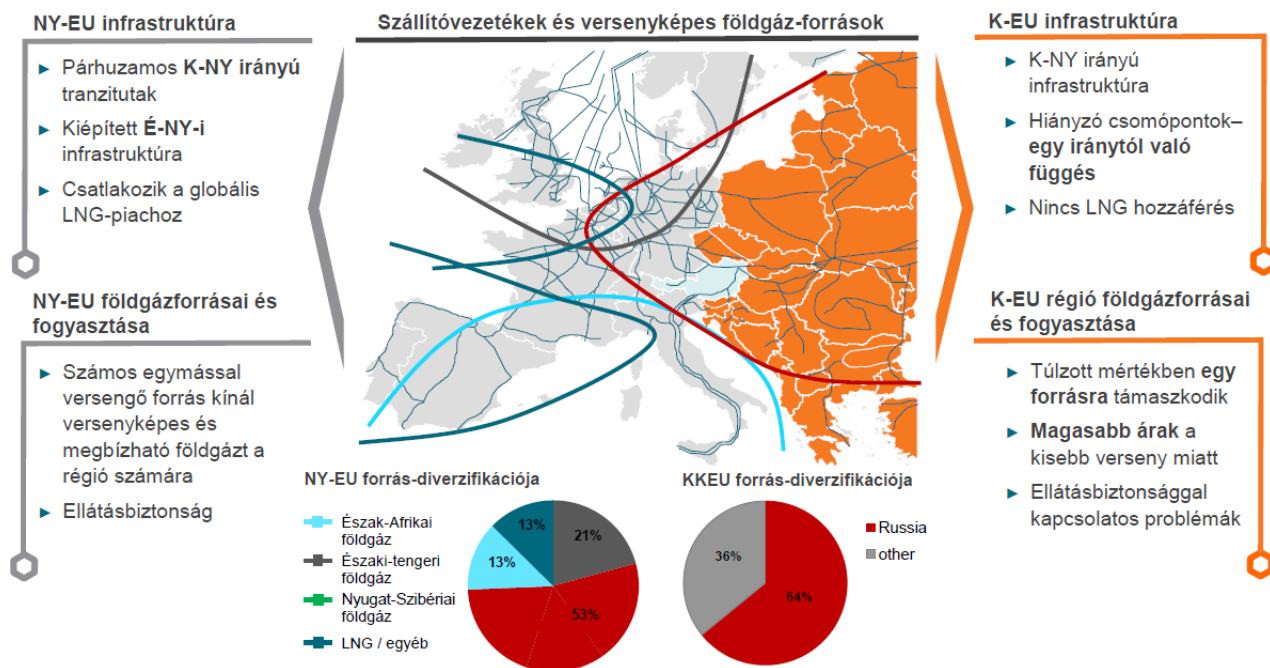 NY-EU infrastruktúra
► Párhuzamos K-NY irányú
tranzitutak
► Kiépített É-NY-i
infrastruktúra
► Csatlakozik a globális
LNG-piachoz
NY-EU földgázforrásai és
fogyasztása
► Számos egymással
versengő forrás kínál
versenyképes és
megbízható földgázt a
régió számára
► Ellátásbiztonság
Szállítóvezetékek és versenyképes földgáz-források
NY-EU forrás-diverzifikációja
Észak-Afrikai
földgáz
Északi-tengeri
földgáz
Nyugat-Szibériai
földgáz
LNG / egyéb
13%
21%
13%
53%
KKEU forrás-diverzifikációja
36%
64%
Russia
other
K-EU infrastruktúra
► K-NY irányú
infrastruktúra
► Hiányzó csomópontok–
egy iránytól való
függés
► Nincs LNG hozzáférés
K-EU régió földgázforrásai
és fogyasztása
► Túlzott mértékben egy
forrásra támaszkodik
► Magasabb árak a
kisebb verseny miatt
► Ellátásbiztonsággal
kapcsolatos problémák